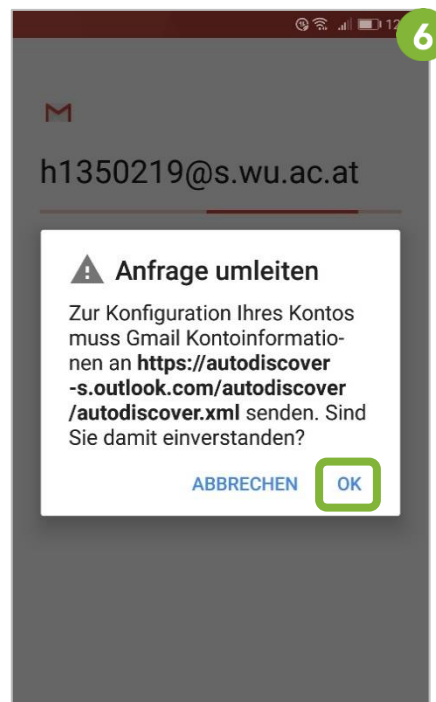 12
6
h1350219@s.wu.ac.at
Anfrage umleiten
Zur Konfiguration Ihres Kontos
muss Gmail Kontoinformatio-
nen an https://autodiscover
-s.outlook.com/autodiscover
/autodiscover.xml senden. Sind
Sie damit einverstanden?
ABBRECHEN OK